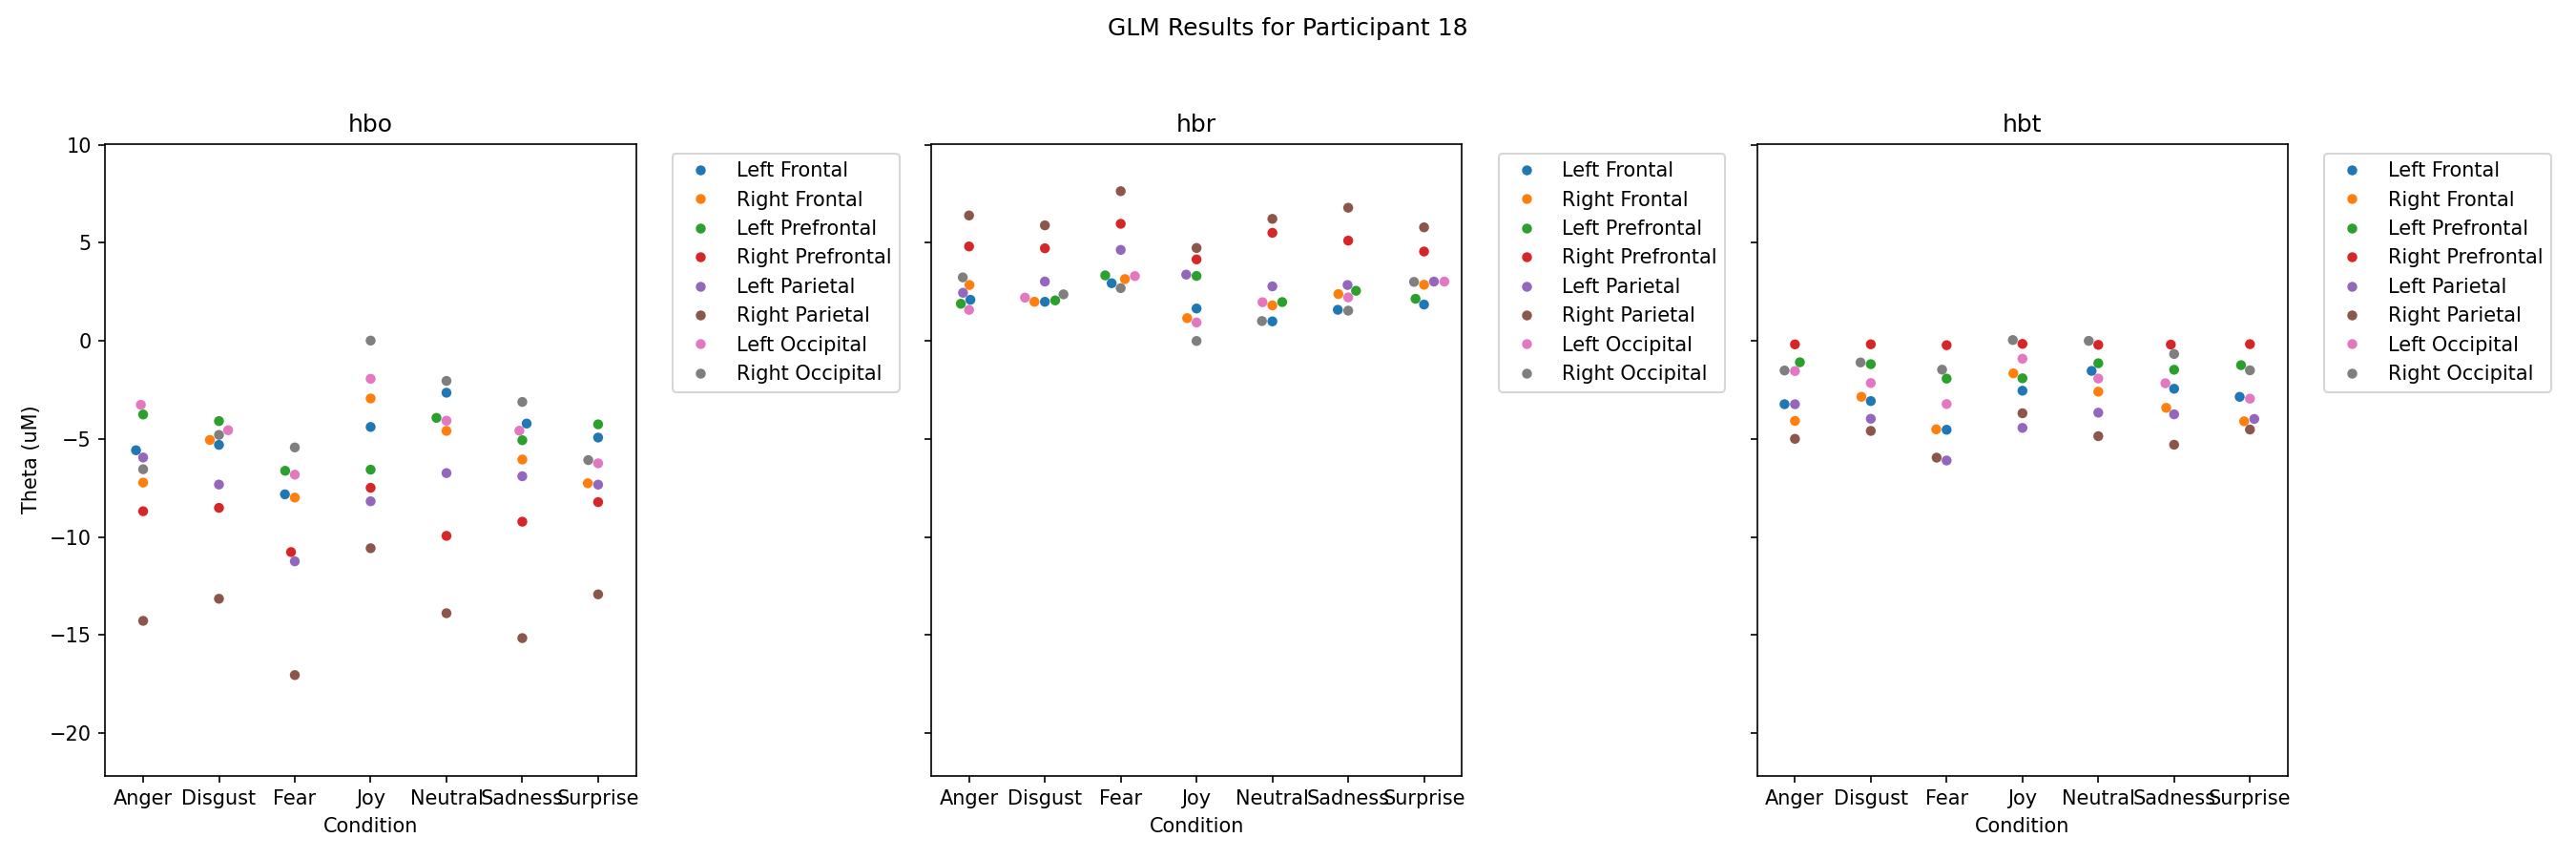 GLM Results for Participant 18
hbo
hbr
hbt
10
5
0
−5
−10
−15
−20
Theta (uM)
Left Frontal
Right Frontal
Left Prefrontal
Right Prefrontal
Left Parietal
Right Parietal
Left Occipital
Right Occipital
Left Frontal
Right Frontal
Left Prefrontal
Right Prefrontal
Left Parietal
Right Parietal
Left Occipital
Right Occipital
Left Frontal
Right Frontal
Left Prefrontal
Right Prefrontal
Left Parietal
Right Parietal
Left Occipital
Right Occipital
Anger Disgust Fear Joy Neutral Sadness Surprise
Condition
Anger Disgust Fear Joy Neutral Sadness Surprise
Condition
Anger Disgust Fear Joy Neutral Sadness Surprise
Condition